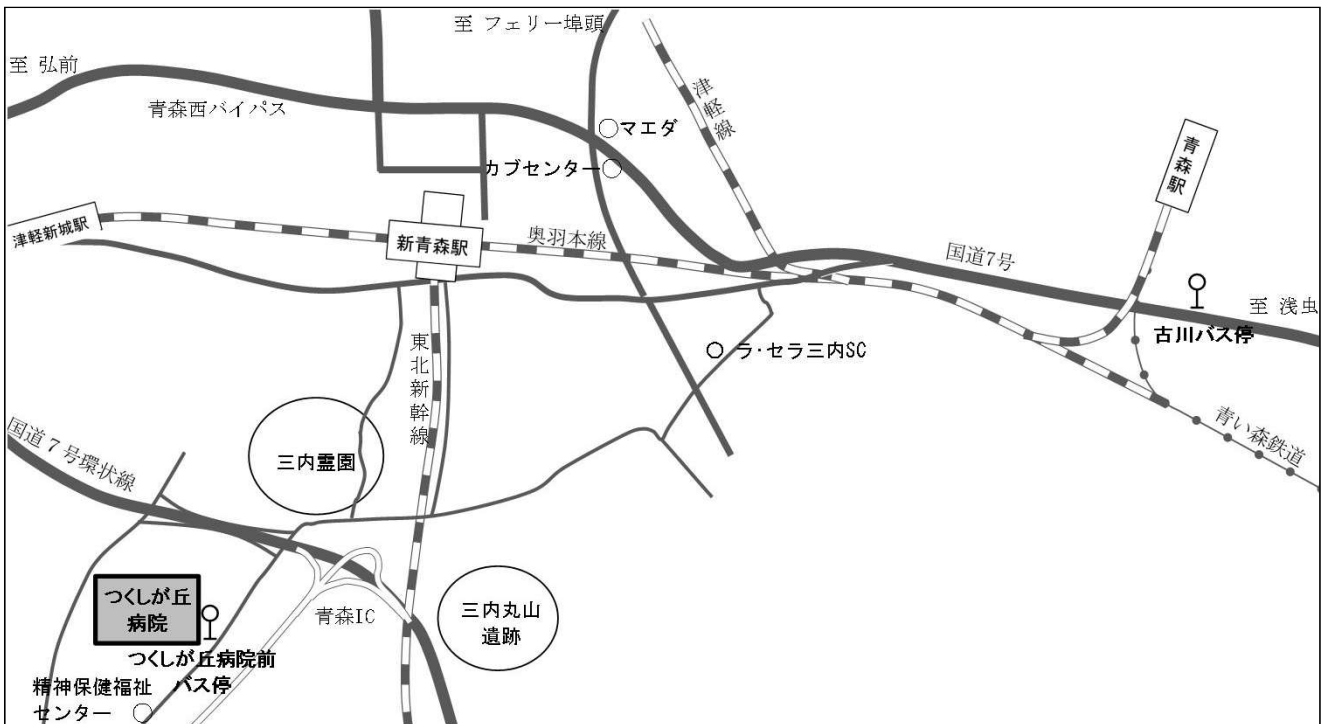 至 フェリー埠頭
至 弘前
青森西バイパス
津軽線
マエダ
カブセンター
青森駅
津軽新城駅
新青森駅
奥羽本線
国道7号
至 浅虫
古川バス停
ラ・セラ三内SC
東北新幹線
青い森鉄道
国道７号環状線
三内霊園
つくしが丘
病院
青森IC
三内丸山
遺跡
つくしが丘病院前
バス停
精神保健福祉
センター